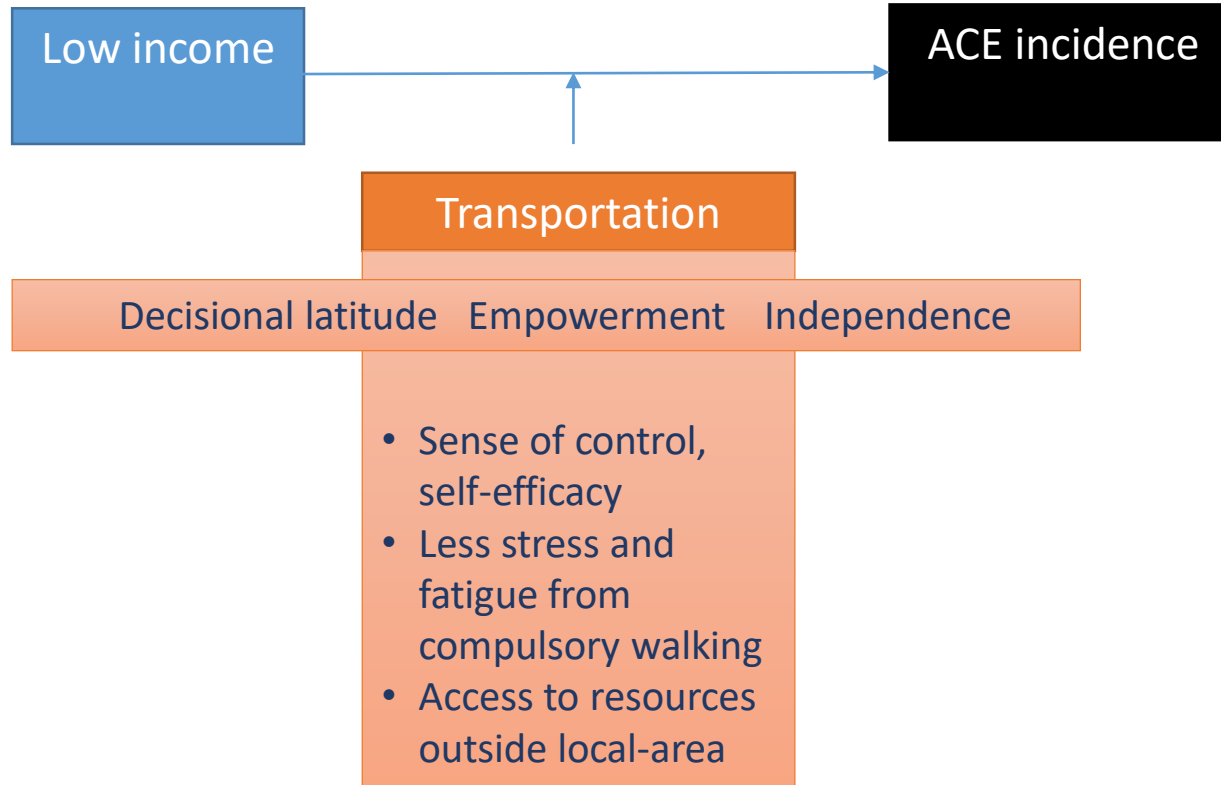 Low income
ACE incidence
Transportation
Decisional latitude Empowerment Independence
• Sense of control,
self-efficacy
• Less stress and
fatigue from
compulsory walking
• Access to resources
outside local-area